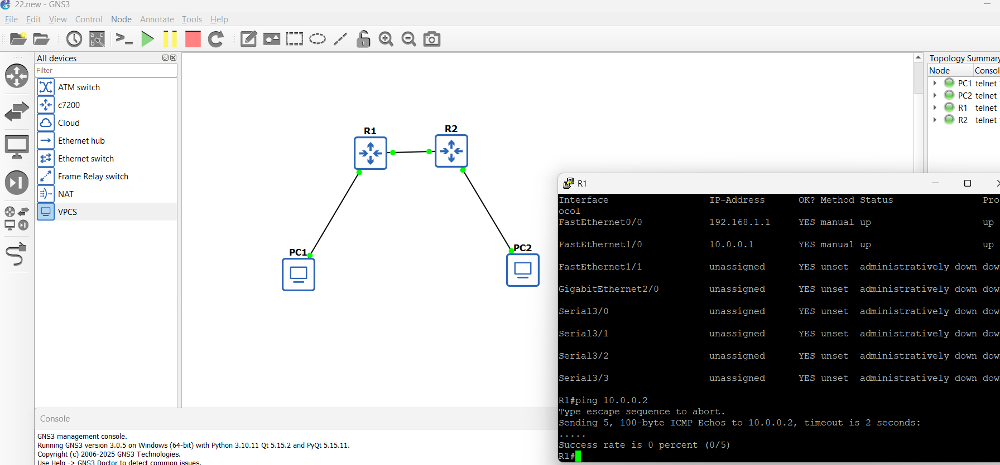 22.new - GNS3
File Edit View Control Node Annotate Tools Help
All devices
Filter
ATM switch
c7200
Cloud
Ethernet hub
Ethernet switch
Frame Relay switch
NAT
VPCS
R1
R2
PC1
PC2
Topology Summary
Node Consol
PC1 telnet
PC2 telnet
R1 telnet
R2 telnet
R1
Interface IP-Address OK? Method Status Pro
ocol
FastEthernet0/0 192.168.1.1 YES manual up up
FastEthernet1/0 10.0.0.1 YES manual up up
FastEthernet1/1 unassigned YES unset administratively down dow
GigabitEthernet2/0 unassigned YES unset administratively down dow
Serial3/0 unassigned YES unset administratively down dow
Serial3/1 unassigned YES unset administratively down dow
Serial3/2 unassigned YES unset administratively down dow
Serial3/3 unassigned YES unset administratively down dow
R1#ping 10.0.0.2
Type escape sequence to abort.
Sending 5, 100-byte ICMP Echos to 10.0.0.2, timeout is 2 seconds:
.....
Success rate is 0 percent (0/5)
R1#
Console
GNS3 management console.
Running GNS3 version 3.0.5 on Windows (64-bit) with Python 3.10.11 Qt 5.15.2 and PyQt 5.15.11.
Copyright (c) 2006-2025 GNS3 Technologies.
Use Help -> GNS3 Doctor to detect common issues.